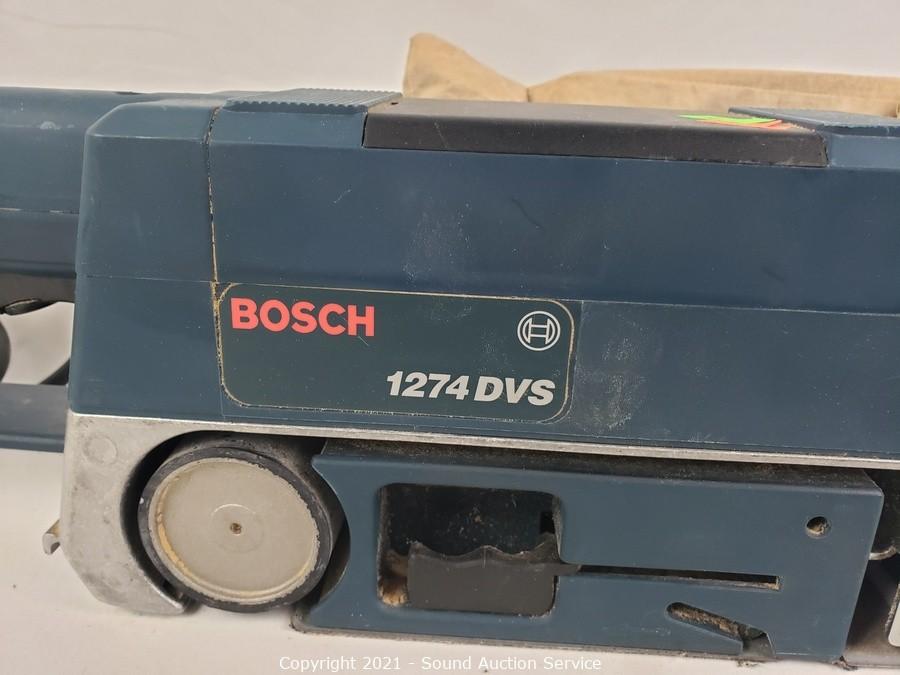 BOSCH
1274 DVS
Copyright 2021 - Sound Auction Service